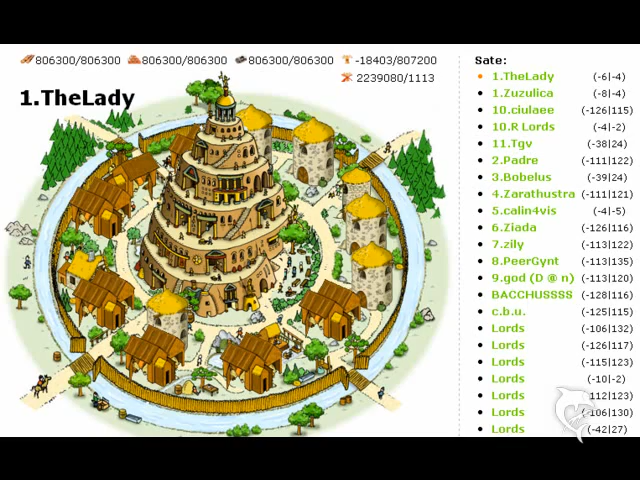 806300/806300 806300/806300 806300/806300 -18403/807200
2239080/1113
1.TheLady
Sate:
1.TheLady (-6|-4)
1.Zuzulica (-8|-4)
10.ciulaee (-126|115)
10.R Lords (-4|-2)
11.Tgv (-38|24)
2.Padre (-111|122)
3.Bobelus (-39|24)
4.Zarathustra (-111|121)
5.calin4vis (-4|-5)
6.Ziada (-126|116)
7.zily (-113|122)
8.PeerGynt (-113|135)
9.god (D @ n) (-113|120)
BACCHUSSSS (-128|116)
c.b.u. (-125|115)
Lords (-106|132)
Lords (-126|117)
Lords (-115|123)
Lords (-10|-2)
Lords 112|123)
Lords 106|130)
Lords (-42|27)